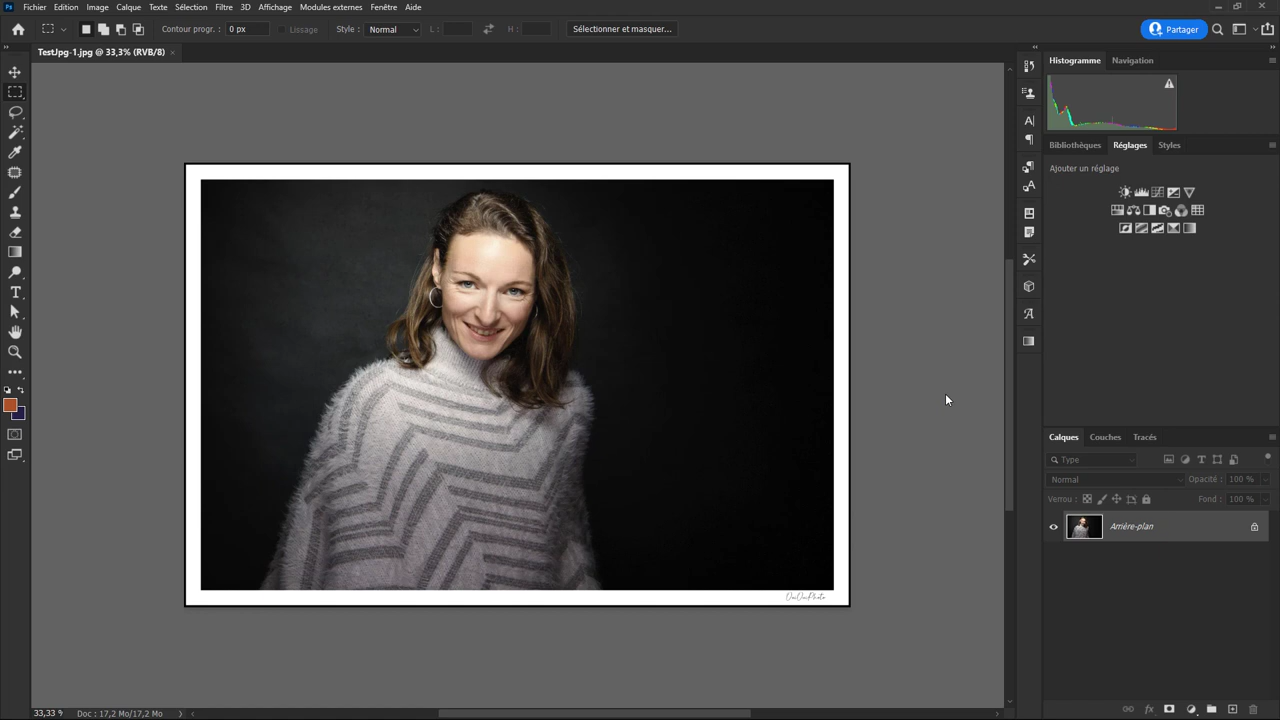 Ps Fichier Edition Image Calque Texte Sélection Filtre 3D Affichage Modules externes Fenêtre Aide
Contour progr. : 0 px Lissage Style : Normal L : H : Sélectionner et masquer... Partager
TestJpg-1.jpg @ 33,3% (RVB/8) ×
Histogramme Navigation
Bibliothèques Réglages Styles
Ajouter un réglage
Calques Couches Tracés
Type
Normal Opacité : 100 %
Verrou : Fond : 100 %
Arrière-plan
OuiOuiPhoto
33,33 % Doc : 17,2 Mo/17,2 Mo